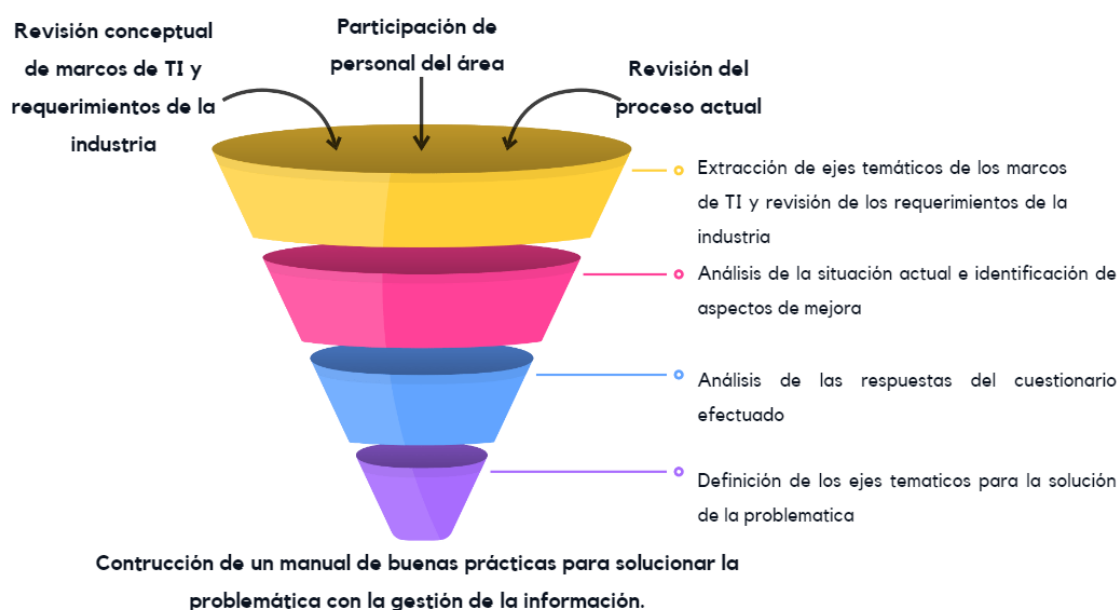 Revisión conceptual
de marcos de TI y
requerimientos de la
industria
Participación de
personal del área
Revisión del
proceso actual
Extracción de ejes temáticos de los marcos
de TI y revisión de los requerimientos de la
industria
Análisis de la situación actual e identificación de
aspectos de mejora
Análisis de las respuestas del cuestionario
efectuado
Definición de los ejes tematicos para la solución
de la problematica
Contrucción de un manual de buenas prácticas para solucionar la
problemática con la gestión de la información.